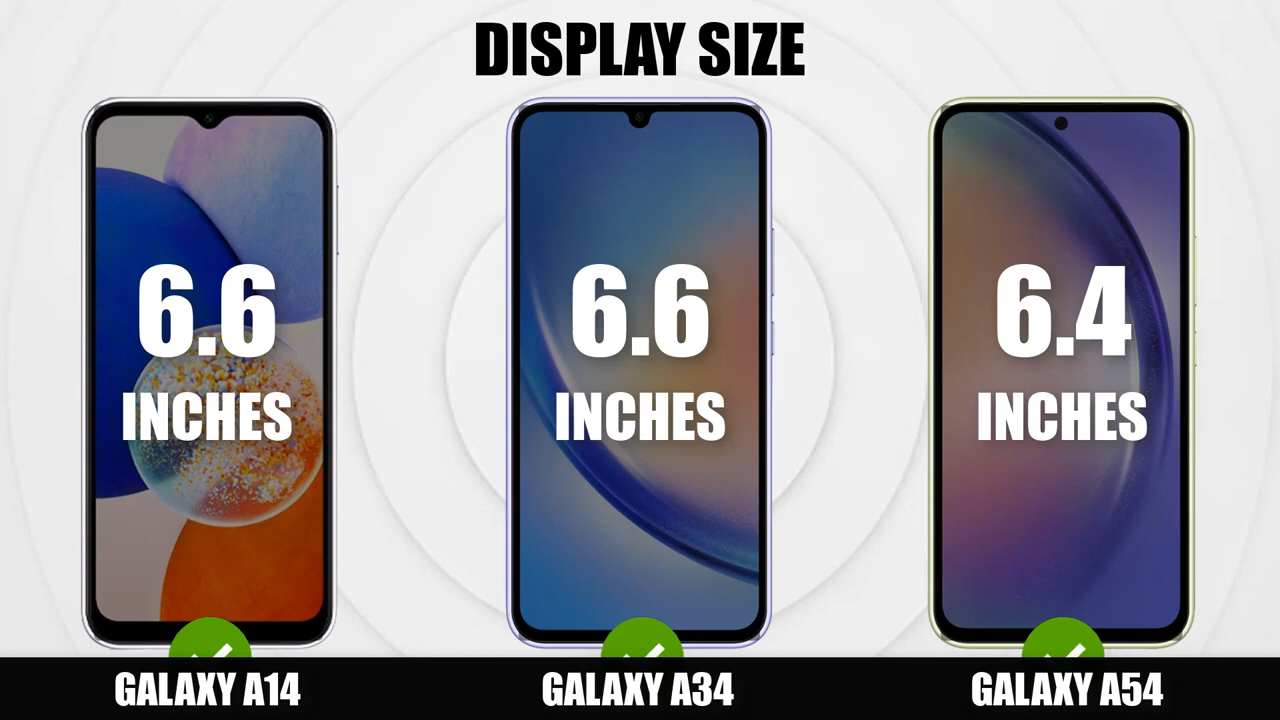 DISPLAY SIZE
6.6
INCHES
6.6
INCHES
6.4
INCHES
GALAXY A14
GALAXY A34
GALAXY A54